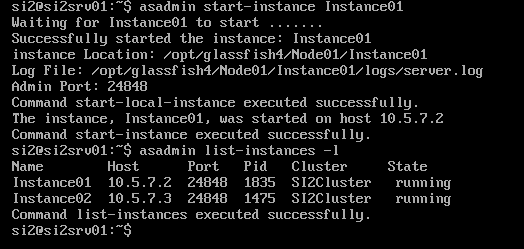 si2@si2srv01:~$ asadmin start-instance Instance01
Waiting for Instance01 to start .......
Successfully started the instance: Instance01
instance Location: /opt/glassfish4/Node01/Instance01
Log File: /opt/glassfish4/Node01/Instance01/logs/server.log
Admin Port: 24848
Command start-local-instance executed successfully.
The instance, Instance01, was started on host 10.5.7.2
Command start-instance executed successfully.
si2@si2srv01:~$ asadmin list-instances -l
Name Host Port Pid Cluster State
Instance01 10.5.7.2 24848 1835 SI2Cluster running
Instance02 10.5.7.3 24848 1475 SI2Cluster running
Command list-instances executed successfully.
si2@si2srv01:~$